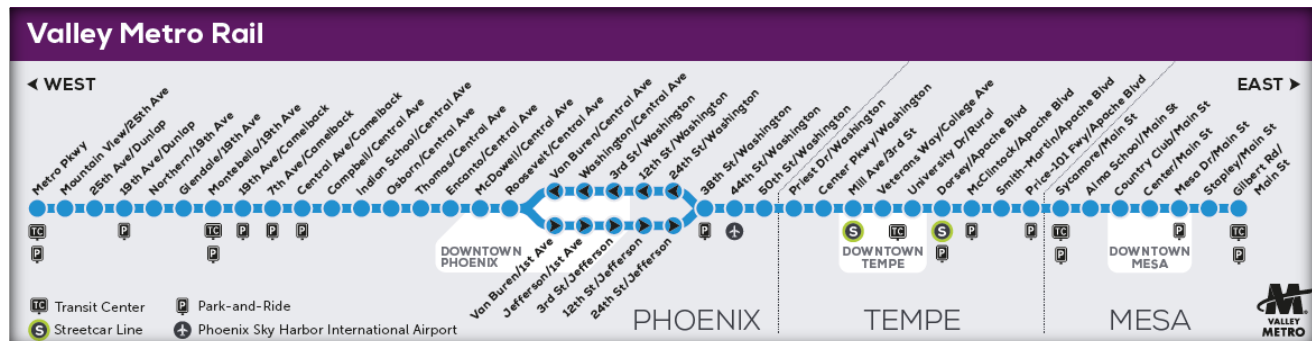 Valley Metro Rail
WEST
EAST
Metro Pkwy
Mountain View/25th Ave
25th Ave/Dunlap
19th Ave/Dunlap
Northern/19th Ave
Glendale/19th Ave
Montebello/19th Ave
19th Ave/Camelback
7th Ave/Camelback
Central Ave/Camelback
Campbell/Central Ave
Indian School/Central Ave
Osborn/Central Ave
Thomas/Central Ave
Encanto/Central Ave
McDowell/Central Ave
Roosevelt/Central Ave
Van Buren/Central Ave
Washington/Central Ave
3rd St/Washington
12th St/Washington
24th St/Washington
38th St/Washington
44th St/Washington
50th St/Washington
Priest Dr/Washington
Center Pkwy/Washington
Mill Ave/3rd St
Veterans Way/College Ave
University Dr/Rural
Dorsey/Apache Blvd
McClintock/Apache Blvd
Smith-Martin/Apache Blvd
Price-101 Fwy/Apache Blvd
Sycamore/Main St
Alma School/Main St
Country Club/Main St
Center/Main St
Mesa Dr/Main St
Stapley/Main St
Gilbert Rd/
Main St
TC
P
P
TC
P
P
P
P
P
S
TC
S
P
P
TC
P
P
TC
P
DOWNTOWN
PHOENIX
DOWNTOWN
TEMPE
DOWNTOWN
MESA
Van Buren/1st Ave
Jefferson/1st Ave
3rd St/Jefferson
12th St/Jefferson
24th St/Jefferson
TC Transit Center
P Park-and-Ride
S Streetcar Line
Phoenix Sky Harbor International Airport
PHOENIX
TEMPE
MESA
M
VALLEY
METRO